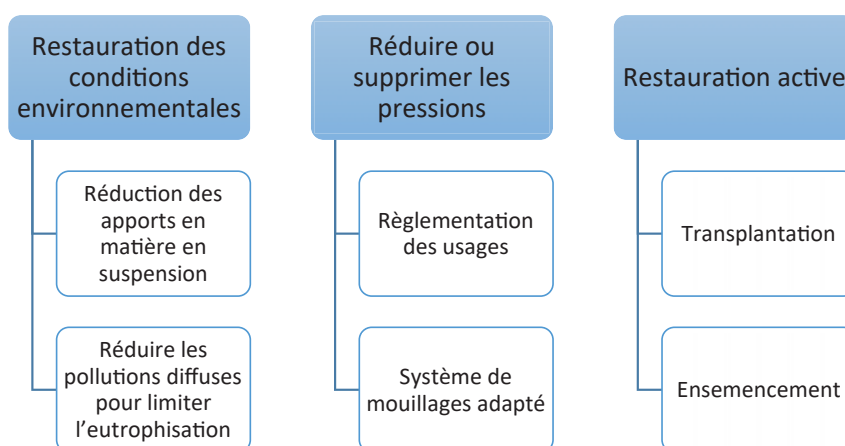 Restauration des
conditions
environnementales
Réduction des
apports en
matière en
suspension
Réduire les
pollutions diffuses
pour limiter
l'eutrophisation
Réduire ou
supprimer les
pressions
Règlementation
des usages
Système de
mouillages adapté
Restauration active
Transplantation
Ensemencement